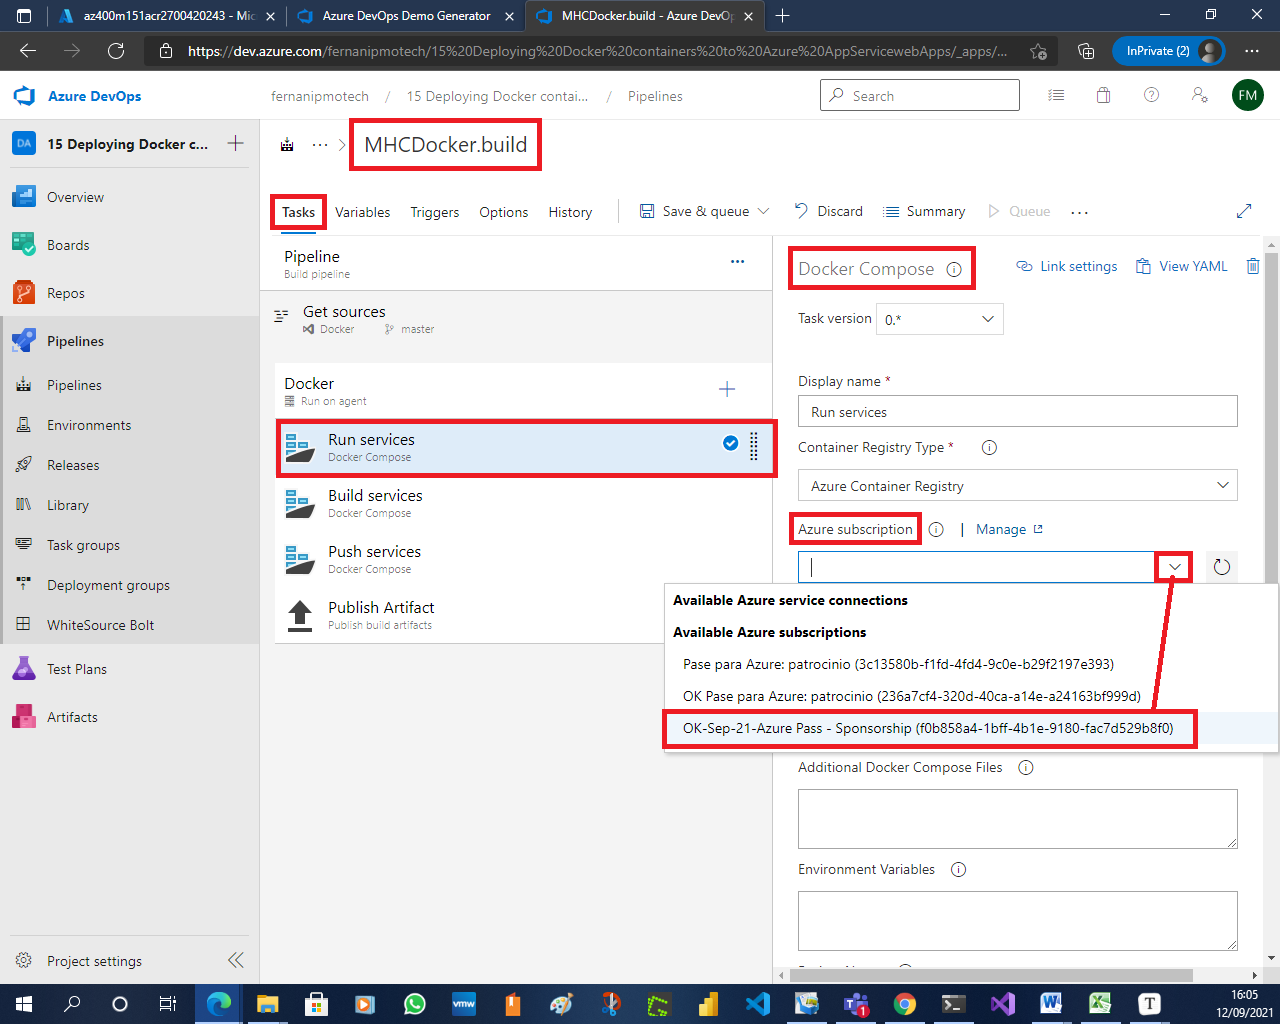 az400m151acr2700420243 - Mic
Azure DevOps Demo Generator
MHCDocker.build - Azure DevOp
https://dev.azure.com/fernanipmotech/15%20Deploying%20Docker%20containers%20to%20Azure%20AppServicewebApps/_apps/...
InPrivate (2)
Azure DevOps
fernanipmotech / 15 Deploying Docker contai... / Pipelines
Search
FM
DA
15 Deploying Docker c...
MHCDocker.build
Overview
Boards
Repos
Pipelines
Pipelines
Environments
Releases
Library
Task groups
Deployment groups
WhiteSource Bolt
Test Plans
Artifacts
Project settings
Tasks
Variables
Triggers
Options
History
Save & queue
Discard
Summary
Queue
Pipeline
Build pipeline
Get sources
Docker
master
Docker
Run on agent
Run services
Docker Compose
Build services
Docker Compose
Push services
Docker Compose
Publish Artifact
Publish build artifacts
Docker Compose
Link settings
View YAML
Task version
0.*
Display name *
Run services
Container Registry Type *
Azure Container Registry
Azure subscription
| Manage
Available Azure service connections
Available Azure subscriptions
Pase para Azure: patrocinio (3c13580b-f1fd-4fd4-9c0e-b29f2197e393)
OK Pase para Azure: patrocinio (236a7cf4-320d-40ca-a14e-a24163bf999d)
OK-Sep-21-Azure Pass - Sponsorship (f0b858a4-1bff-4b1e-9180-fac7d529b8f0)
Additional Docker Compose Files
Environment Variables
vmw
1
T
16:05
12/09/2021